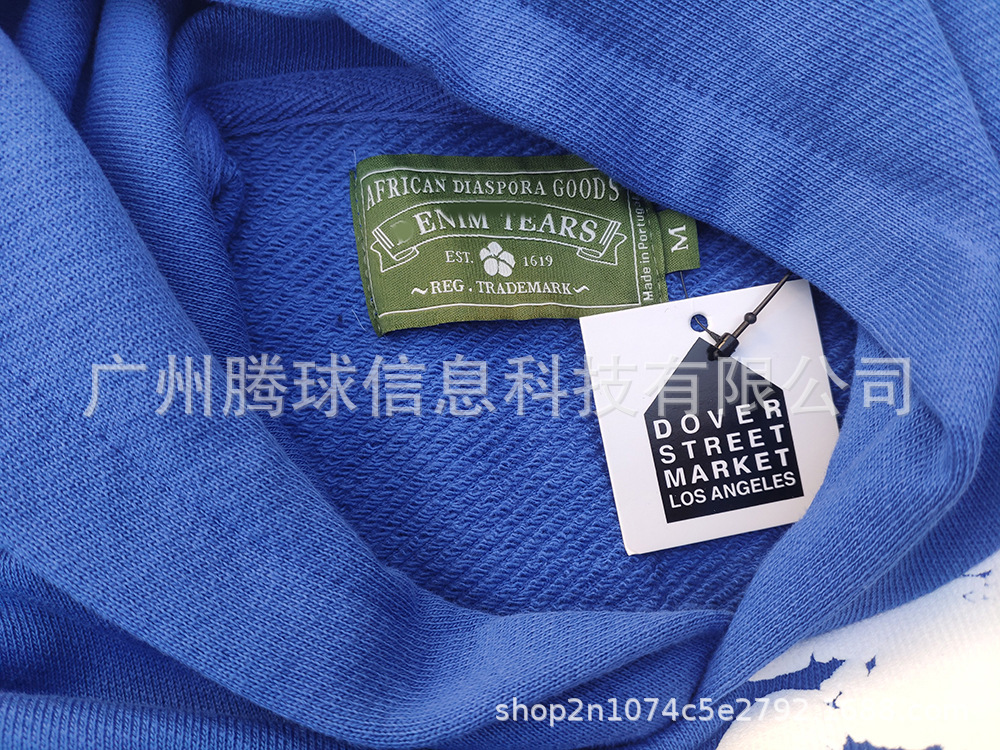 AFRICAN DIASPORA GOODS
ENIM TEARS
EST. 1619
~REG. TRADEMARK~
Made in Portug
M
广州腾球信息科技有限公司
DOVER
STREET
MARKET
LOS ANGELES
shop2n1074c5e2792